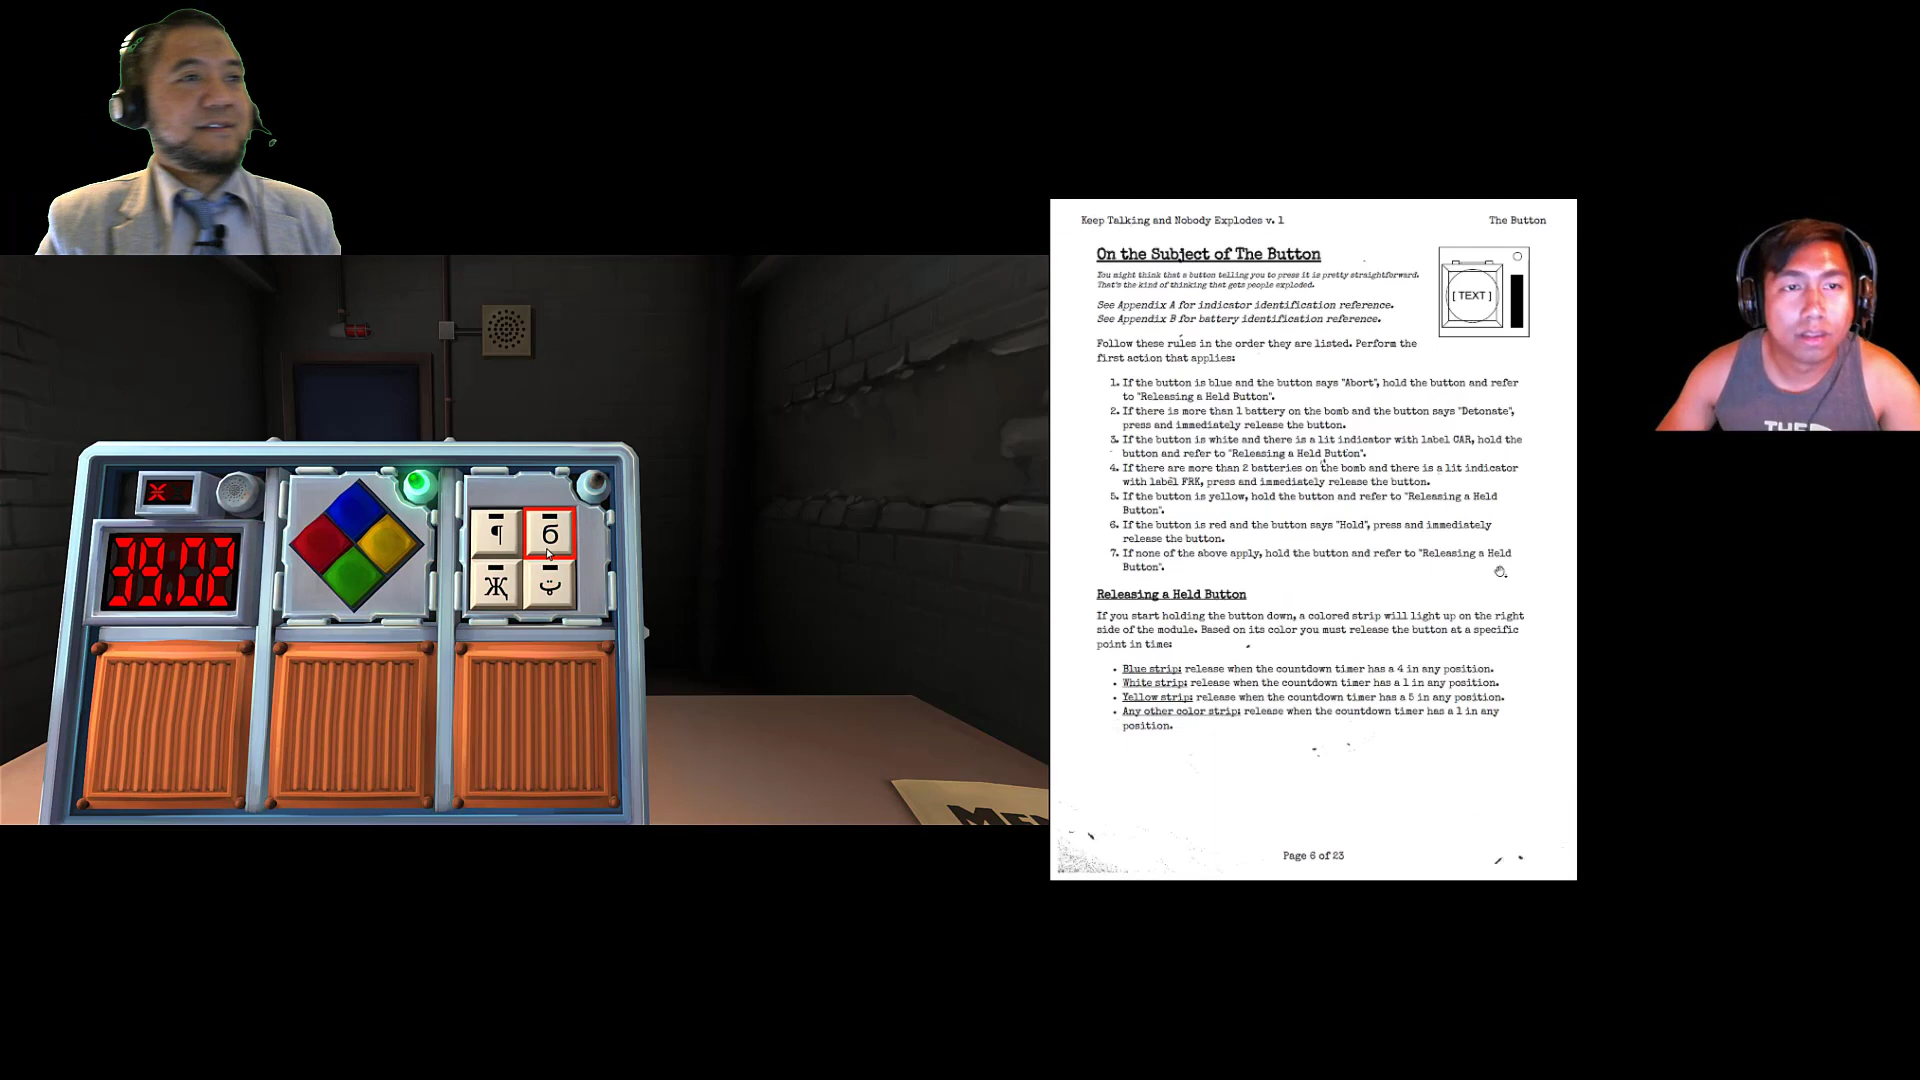 Keep Talking and Nobody Explodes v. 1
The Button
On the Subject of The Button
You might think that a button telling you to press it is pretty straightforward.
That's the kind of thinking that gets people exploded.
See Appendix A for indicator identification reference.
See Appendix B for battery identification reference.
[ TEXT ]
Follow these rules in the order they are listed. Perform the
first action that applies:
1. If the button is blue and the button says "Abort", hold the button and refer
to "Releasing a Held Button".
2. If there is more than 1 battery on the bomb and the button says "Detonate",
press and immediately release the button.
3. If the button is white and there is a lit indicator with label CAR, hold the
button and refer to "Releasing a Held Button".
4. If there are more than 2 batteries on the bomb and there is a lit indicator
with label FRK, press and immediately release the button.
5. If the button is yellow, hold the button and refer to "Releasing a Held
Button".
6. If the button is red and the button says "Hold", press and immediately
release the button.
7. If none of the above apply, hold the button and refer to "Releasing a Held
Button".
Releasing a Held Button
If you start holding the button down, a colored strip will light up on the right
side of the module. Based on its color you must release the button at a specific
point in time:
• Blue strip: release when the countdown timer has a 4 in any position.
• White strip: release when the countdown timer has a 1 in any position.
• Yellow strip: release when the countdown timer has a 5 in any position.
• Any other color strip: release when the countdown timer has a 1 in any
position.
Page 6 of 23
X
39.02
¶ б
Җ ټ
THE